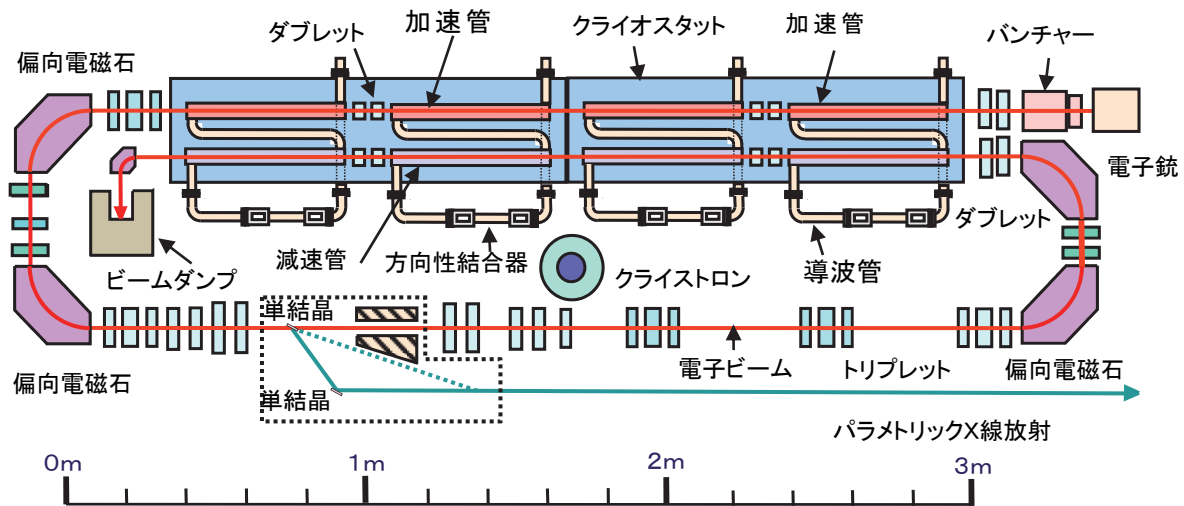 加速管
加速管
ダブレット
クライオスタット
バンチャー
偏向電磁石
電子銃
ダブレット
減速管
方向性結合器
導波管
ビームダンプ
クライストロン
単結晶
電子ビーム
トリプレット
偏向電磁石
偏向電磁石
単結晶
パラメトリックX線放射
0m
1m
2m
3m